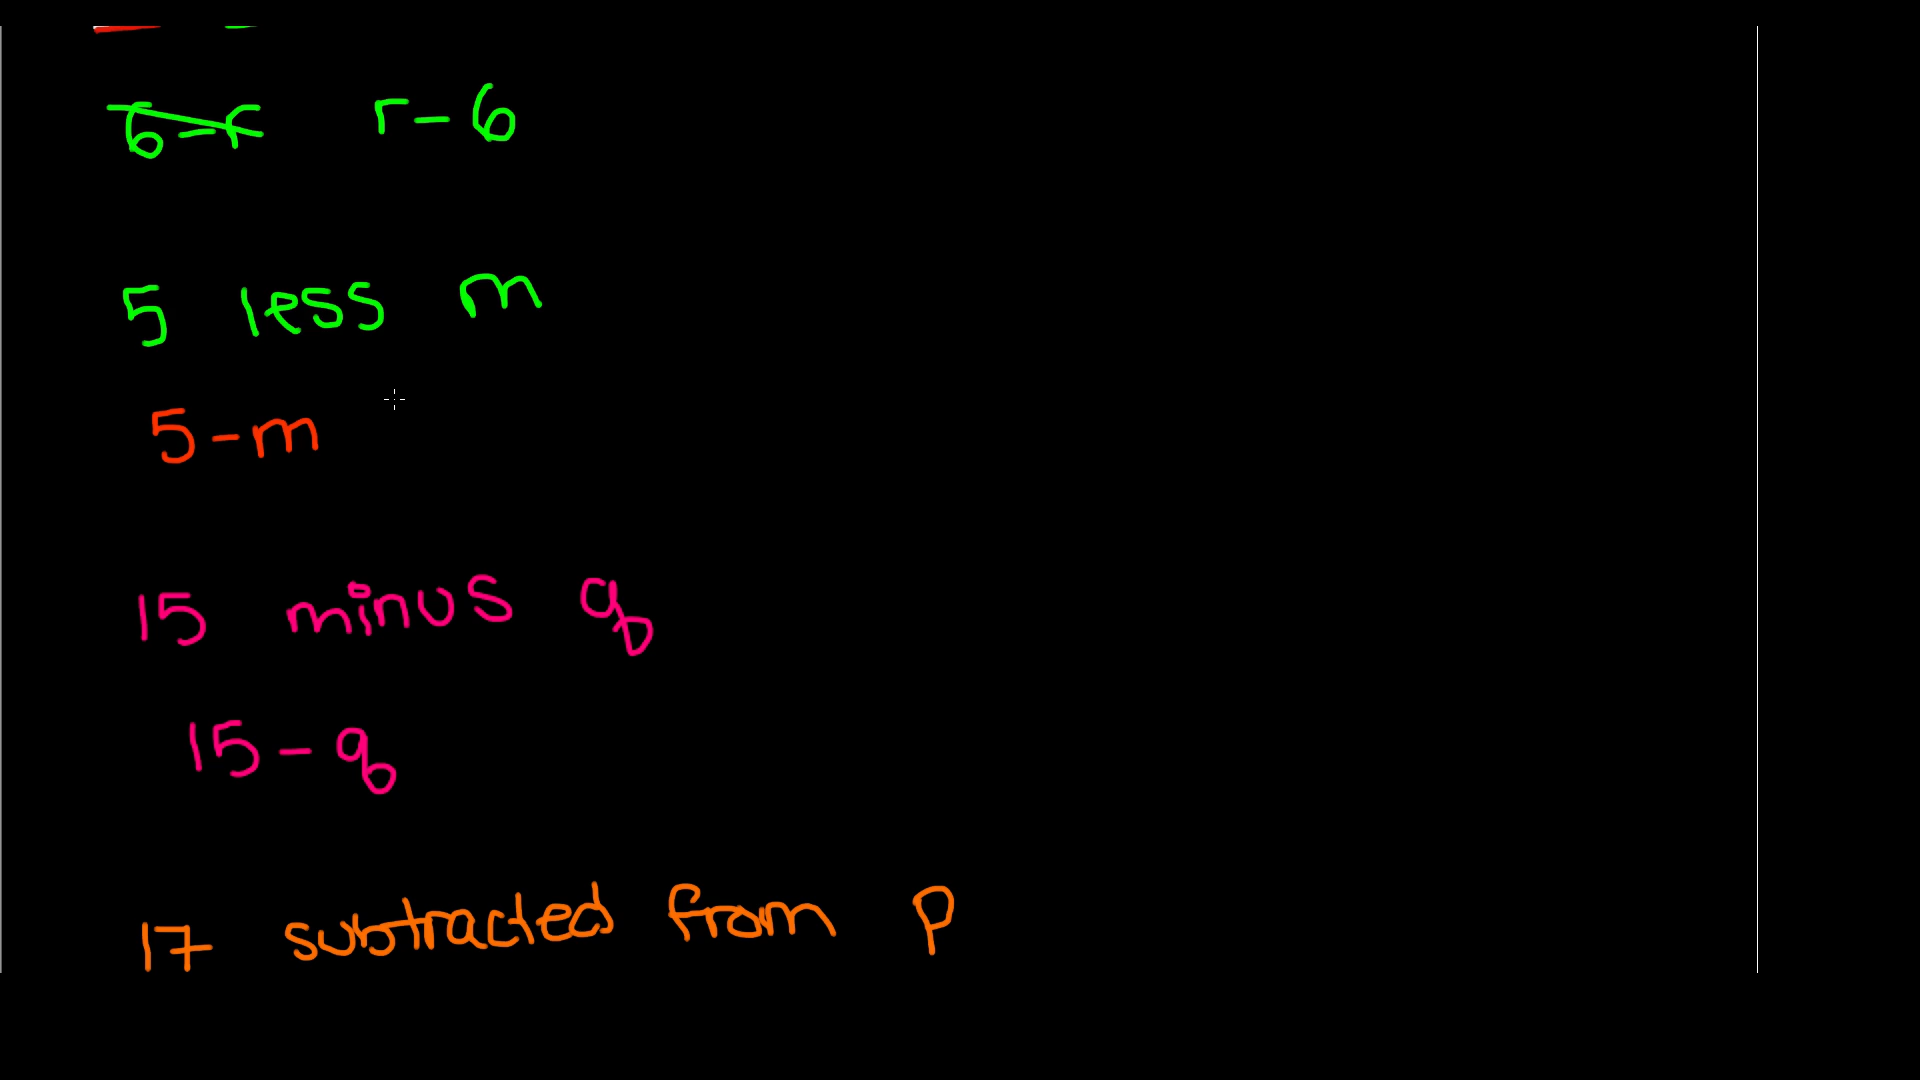 6-r r-6
5 less m
5-m
15 minus q
15-q
17 subtracted from p